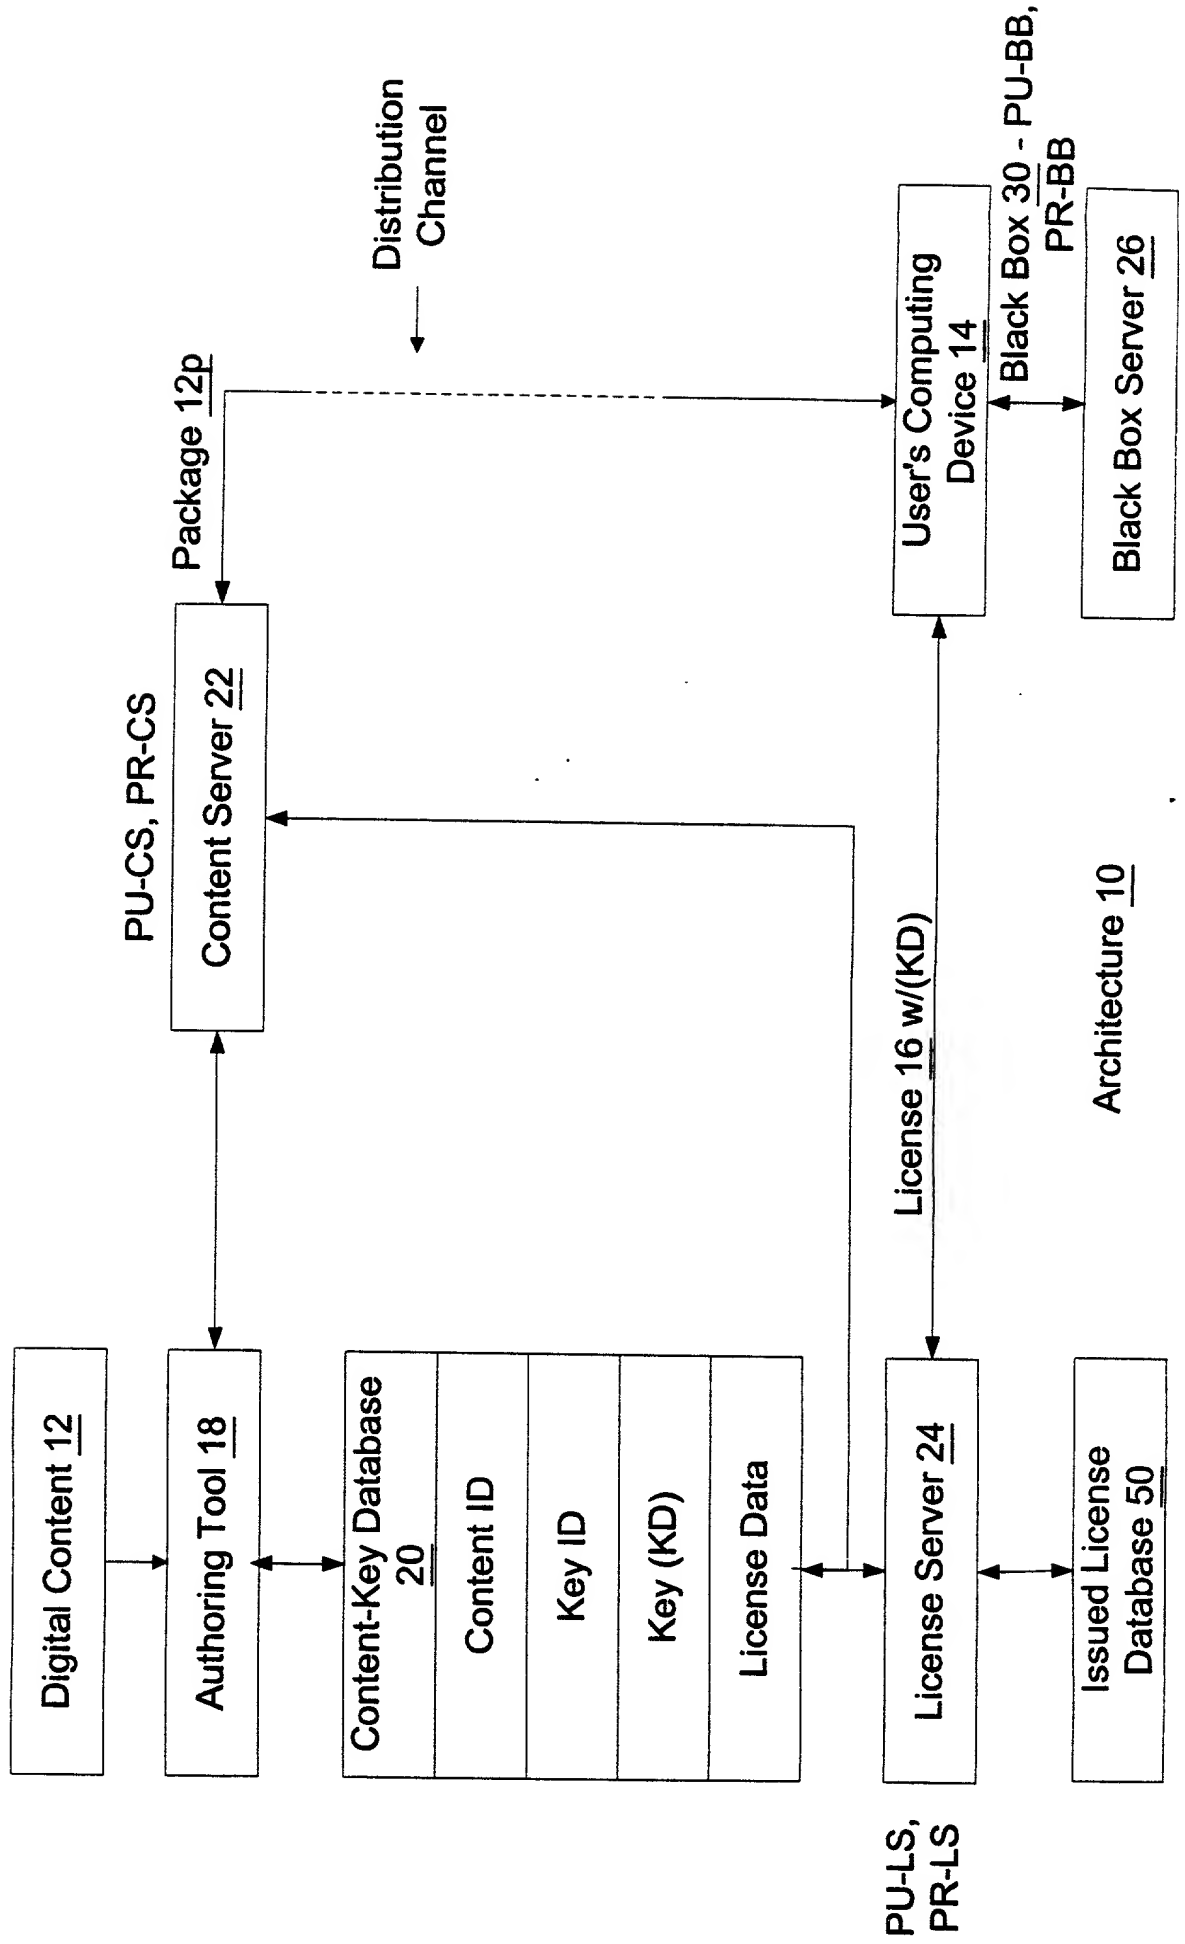 Digital Content 12
Authoring Tool 18
Content-Key Database
20
Content ID
Key ID
Key (KD)
License Data
PU-LS,
PR-LS
License Server 24
Issued License
Database 50
PU-CS, PR-CS
Content Server 22
Package 12p
Distribution
Channel
License 16 w/(KD)
User's Computing
Device 14
Black Box 30 - PU-BB,
PR-BB
Black Box Server 26
Architecture 10